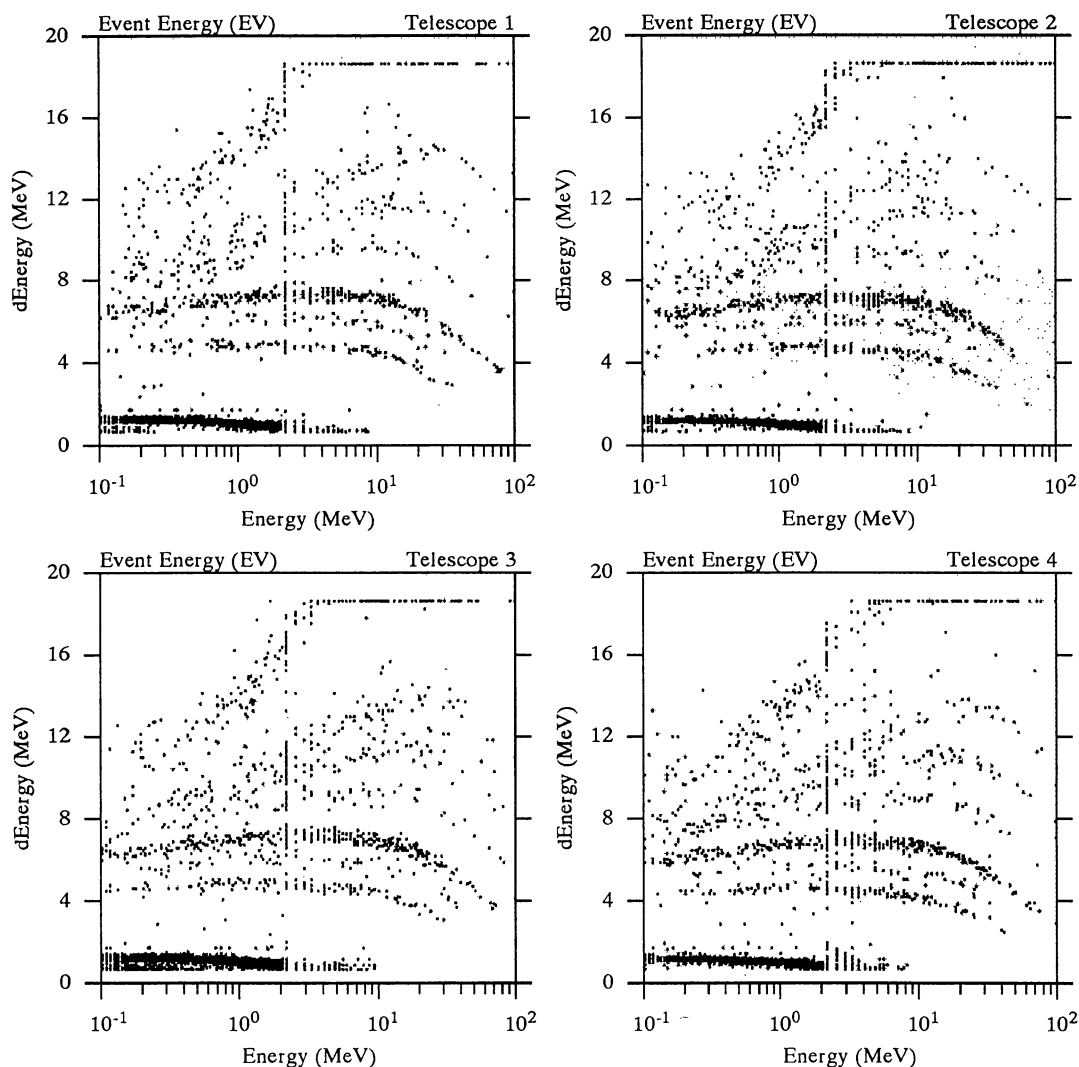 Event Energy (EV) Telescope 1
20
16
12
8
4
0
dEnergy (MeV)
10^-1 10^0 10^1 10^2
Energy (MeV)
Event Energy (EV) Telescope 2
20
16
12
8
4
0
dEnergy (MeV)
10^-1 10^0 10^1 10^2
Energy (MeV)
Event Energy (EV) Telescope 3
20
16
12
8
4
0
dEnergy (MeV)
10^-1 10^0 10^1 10^2
Energy (MeV)
Event Energy (EV) Telescope 4
20
16
12
8
4
0
dEnergy (MeV)
10^-1 10^0 10^1 10^2
Energy (MeV)